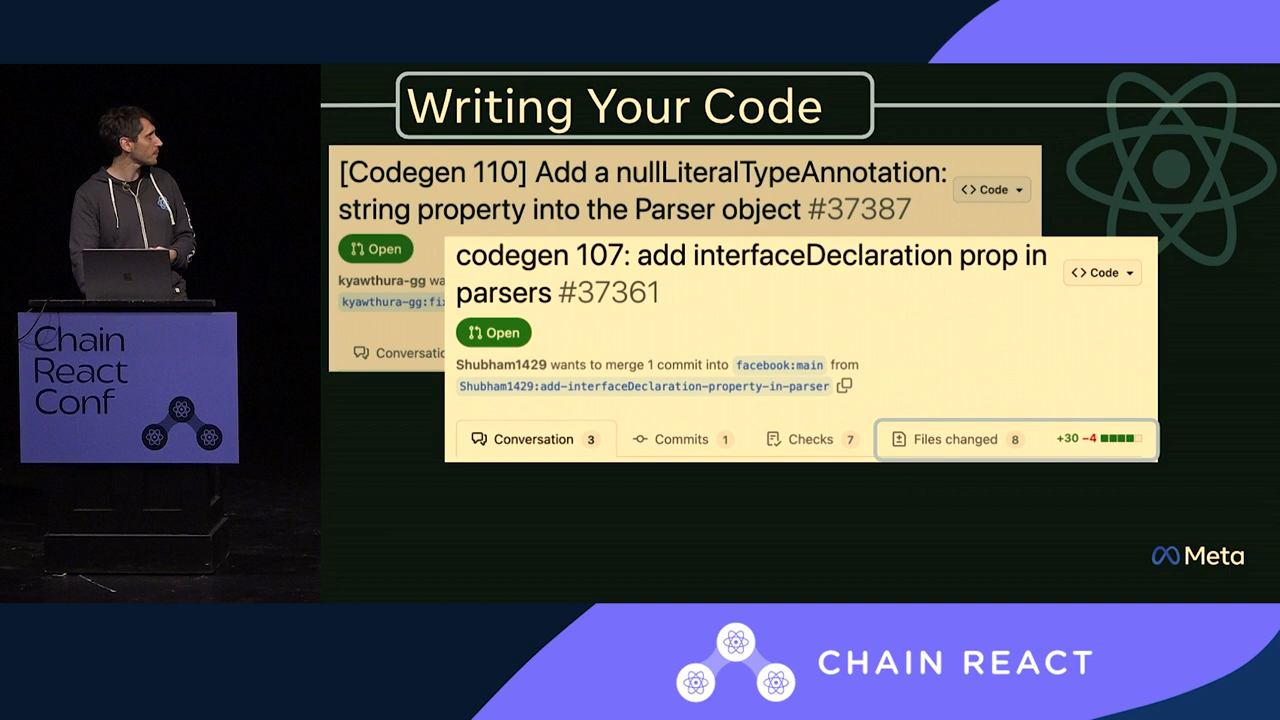 Writing Your Code
[Codegen 110] Add a nullLiteralTypeAnnotation:
string property into the Parser object #37387
Code
Open
kyawthura-gg wa
kyawthura-gg:fi
Conversatio
codegen 107: add interfaceDeclaration prop in
parsers #37361
Code
Open
Shubham1429 wants to merge 1 commit into facebook:main from
Shubham1429:add-interfaceDeclaration-property-in-parser
Conversation 3 Commits 1 Checks 7 Files changed 8 +30 −4
Chain
React
Conf
Meta
CHAIN REACT